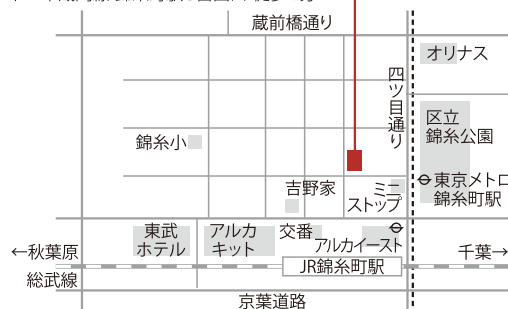 蔵前橋通り
オリナス
四ツ目通り
区立
錦糸公園
錦糸小
東京メトロ
錦糸町駅
吉野家
ミニ
ストップ
東武
ホテル
アルカ
キット
交番
アルカイースト
←秋葉原
千葉→
JR錦糸町駅
総武線
京葉道路